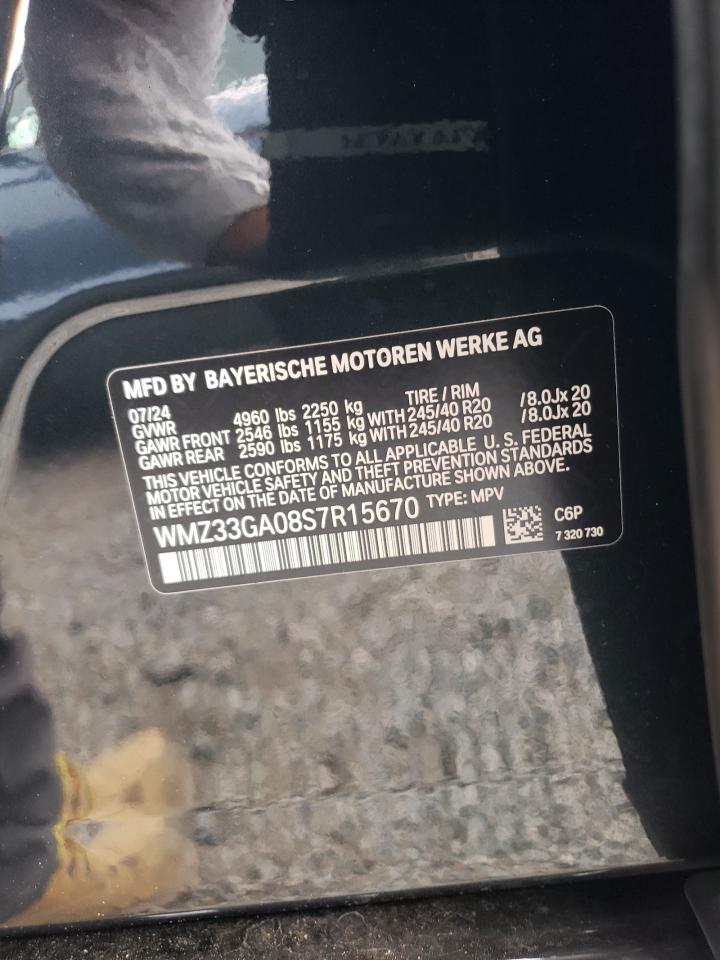 MFD BY BAYERISCHE MOTOREN WERKE AG
07/24 TIRE / RIM
GVWR 4960 lbs 2250 kg
GAWR FRONT 2546 lbs 1155 kg WITH 245/40 R20 /8.0Jx 20
GAWR REAR 2590 lbs 1175 kg WITH 245/40 R20 /8.0Jx 20
THIS VEHICLE CONFORMS TO ALL APPLICABLE U. S. FEDERAL
MOTOR VEHICLE SAFETY AND THEFT PREVENTION STANDARDS
IN EFFECT ON THE DATE OF MANUFACTURE SHOWN ABOVE.
WMZ33GA08S7R15670 TYPE: MPV
C6P
7 320 730